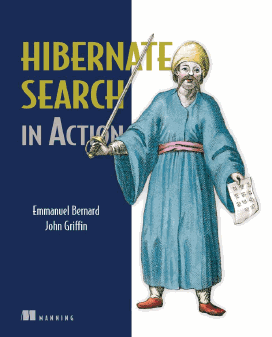 HIBERNATE
SEARCH
IN ACTION
Emmanuel Bernard
John Griffin
MANNING